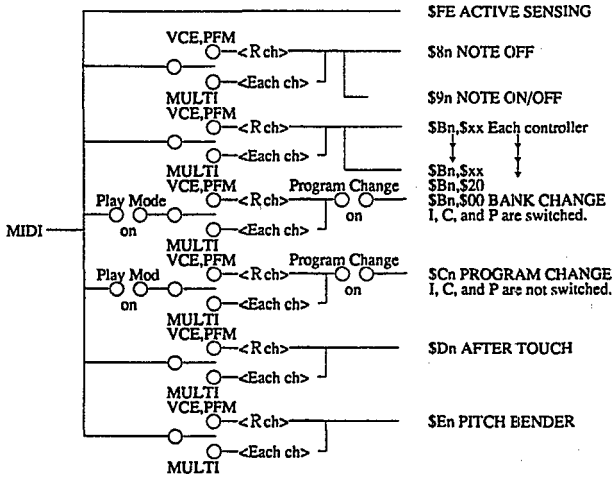 $FE ACTIVE SENSING
VCE,PFM
<R ch>
$8n NOTE OFF
<Each ch>
MULTI
$9n NOTE ON/OFF
VCE,PFM
<R ch>
$Bn,$xx Each controller
<Each ch>
MULTI
$Bn,$xx
$Bn,$20
VCE,PFM
Program Change
Play Mode
<R ch>
on
$Bn,$00 BANK CHANGE
I, C, and P are switched.
on
<Each ch>
MIDI
MULTI
VCE,PFM
Program Change
Play Mod
<R ch>
on
$Cn PROGRAM CHANGE
I, C, and P are not switched.
on
<Each ch>
MULTI
VCE,PFM
<R ch>
$Dn AFTER TOUCH
<Each ch>
MULTI
VCE,PFM
<R ch>
$En PITCH BENDER
<Each ch>
MULTI